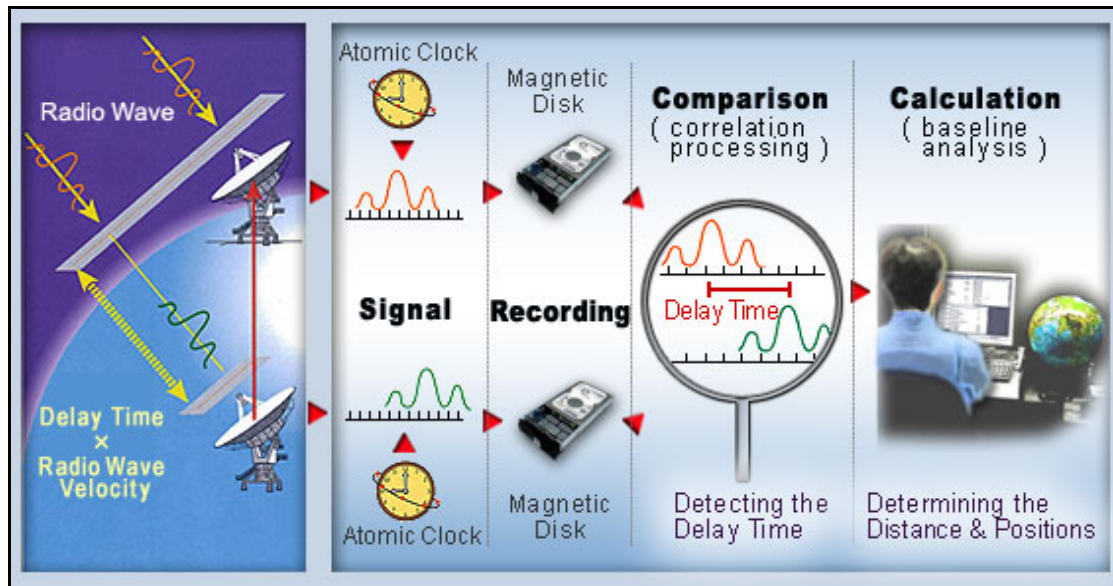 Radio Wave
Delay Time
×
Radio Wave
Velocity
Atomic Clock
Signal
Atomic Clock
Magnetic
Disk
Recording
Magnetic
Disk
Comparison
( correlation
processing )
Delay Time
Detecting the
Delay Time
Calculation
( baseline
analysis )
Determining the
Distance & Positions